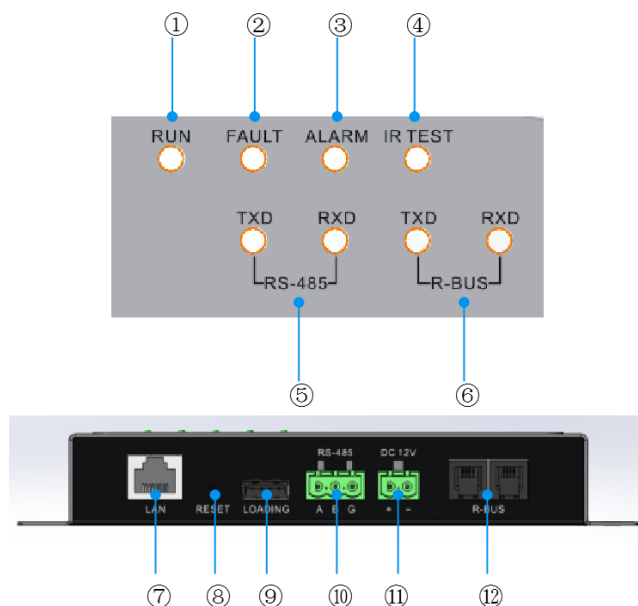 ① ② ③ ④
RUN FAULT ALARM IR TEST
TXD RXD TXD RXD
RS-485 R-BUS
⑤ ⑥
RS-485 DC 12V
LAN RESET LOADING A B G + - R-BUS
⑦ ⑧ ⑨ ⑩ ⑪ ⑫